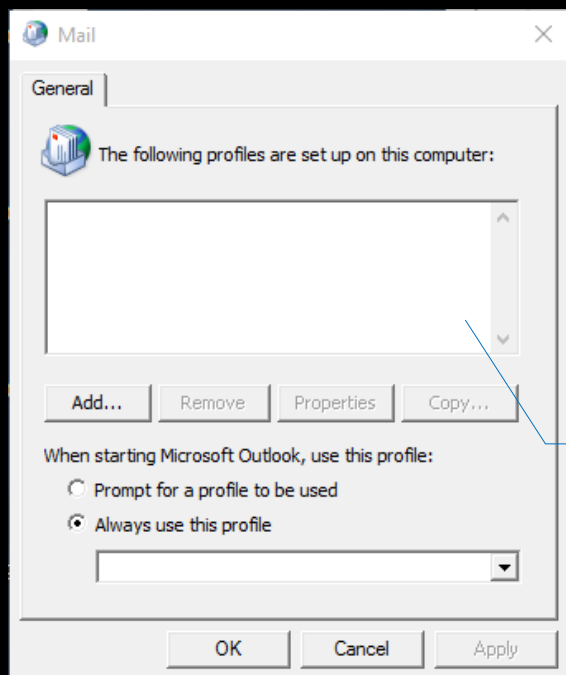 Mail
General
The following profiles are set up on this computer:
Add... Remove Properties Copy...
When starting Microsoft Outlook, use this profile:
Prompt for a profile to be used
Always use this profile
OK Cancel Apply